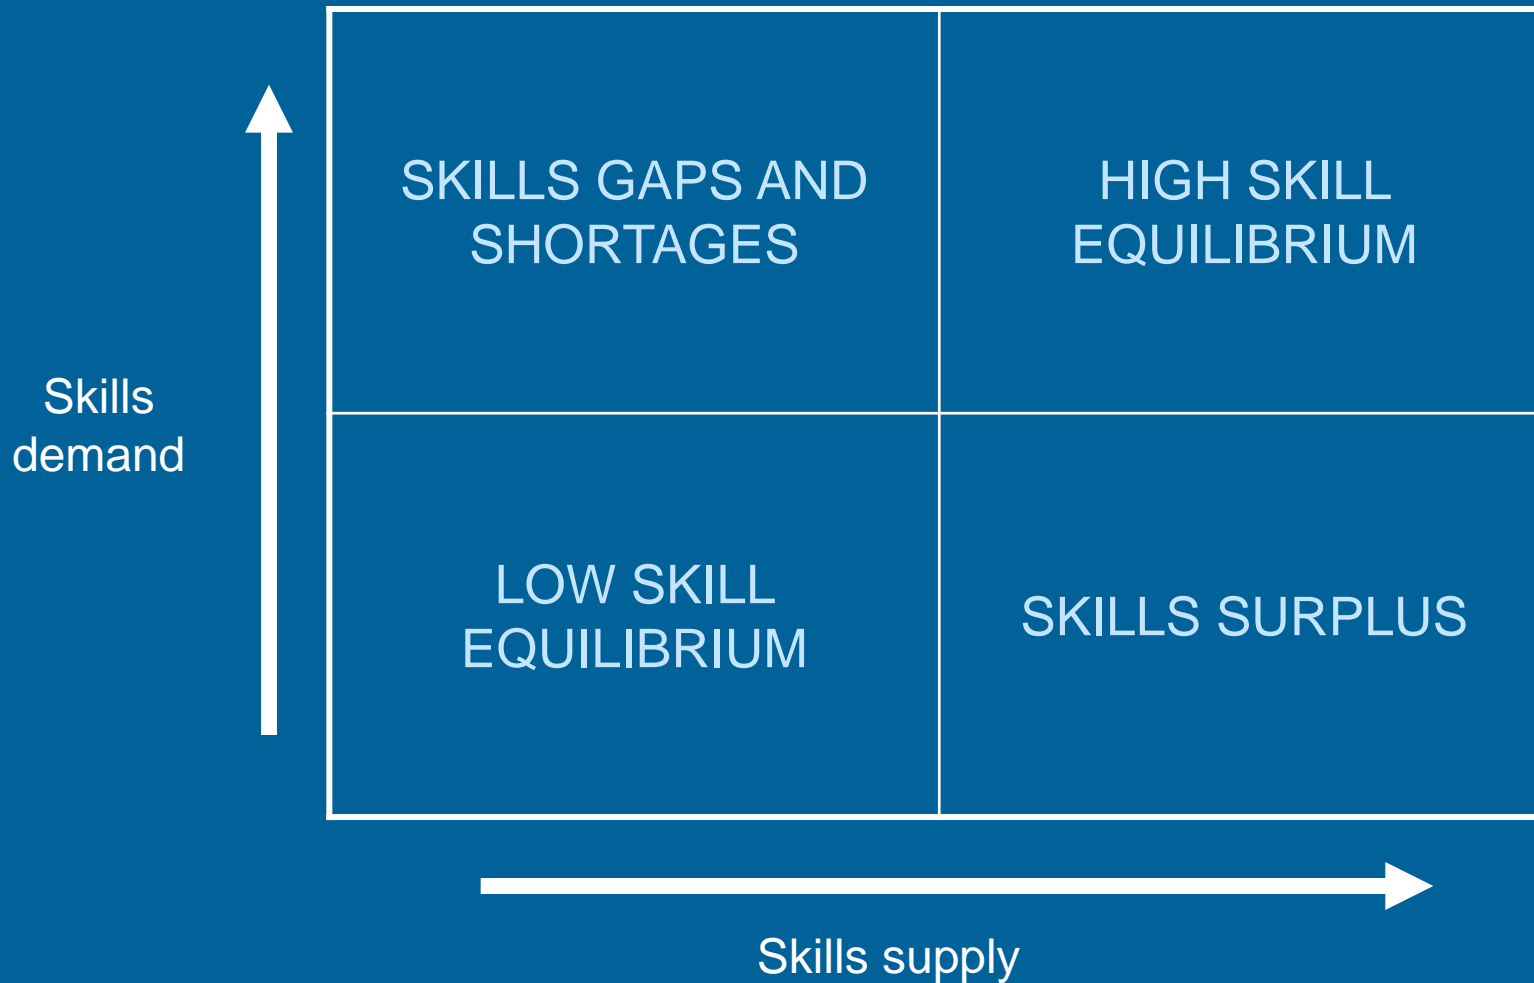 SKILLS GAPS AND
SHORTAGES
HIGH SKILL
EQUILIBRIUM
Skills
demand
LOW SKILL
EQUILIBRIUM
SKILLS SURPLUS
Skills supply